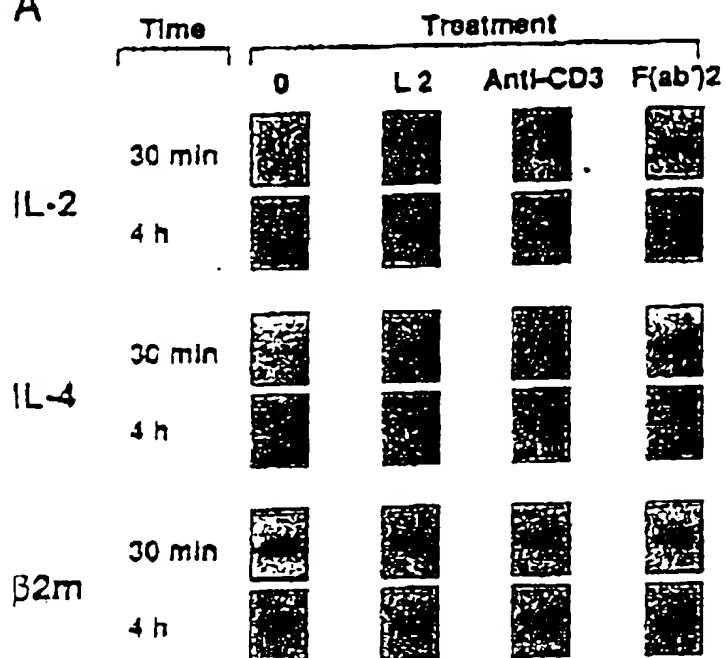 A
Time Treatment
0 L 2 Anti-CD3 F(ab')2
30 min
IL-2
4 h
30 min
IL-4
4 h
30 min
β2m
4 h